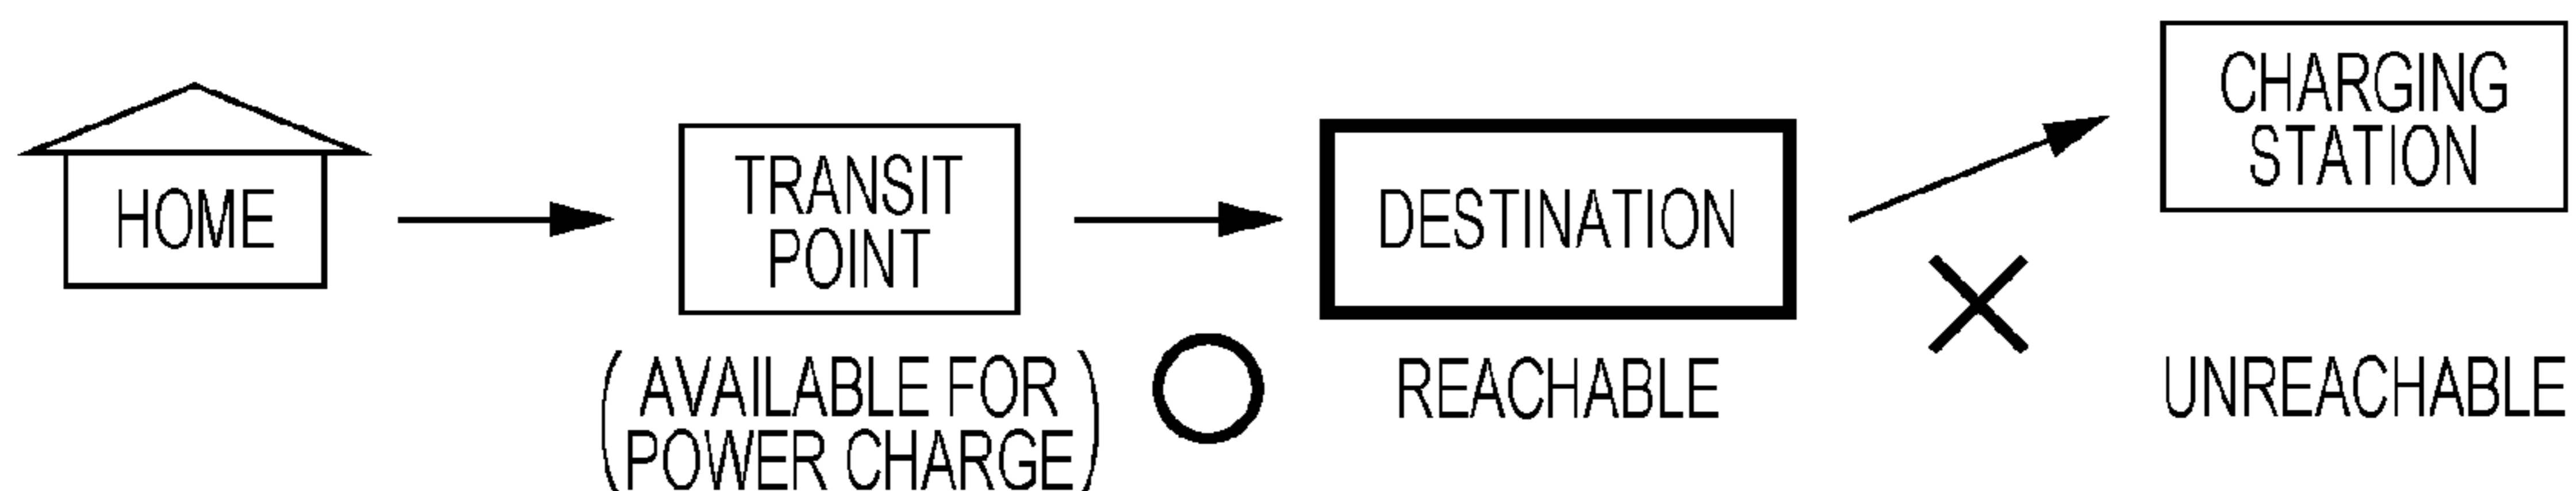 HOME
TRANSIT
POINT
(AVAILABLE FOR
POWER CHARGE)
DESTINATION
REACHABLE
CHARGING
STATION
UNREACHABLE